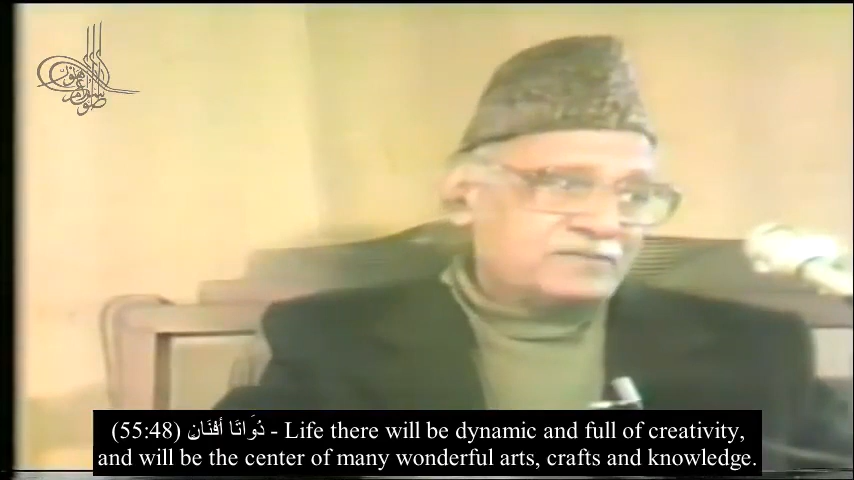 (55:48) ذَوَاتَا أَفْنَانٍ - Life there will be dynamic and full of creativity,
and will be the center of many wonderful arts, crafts and knowledge.